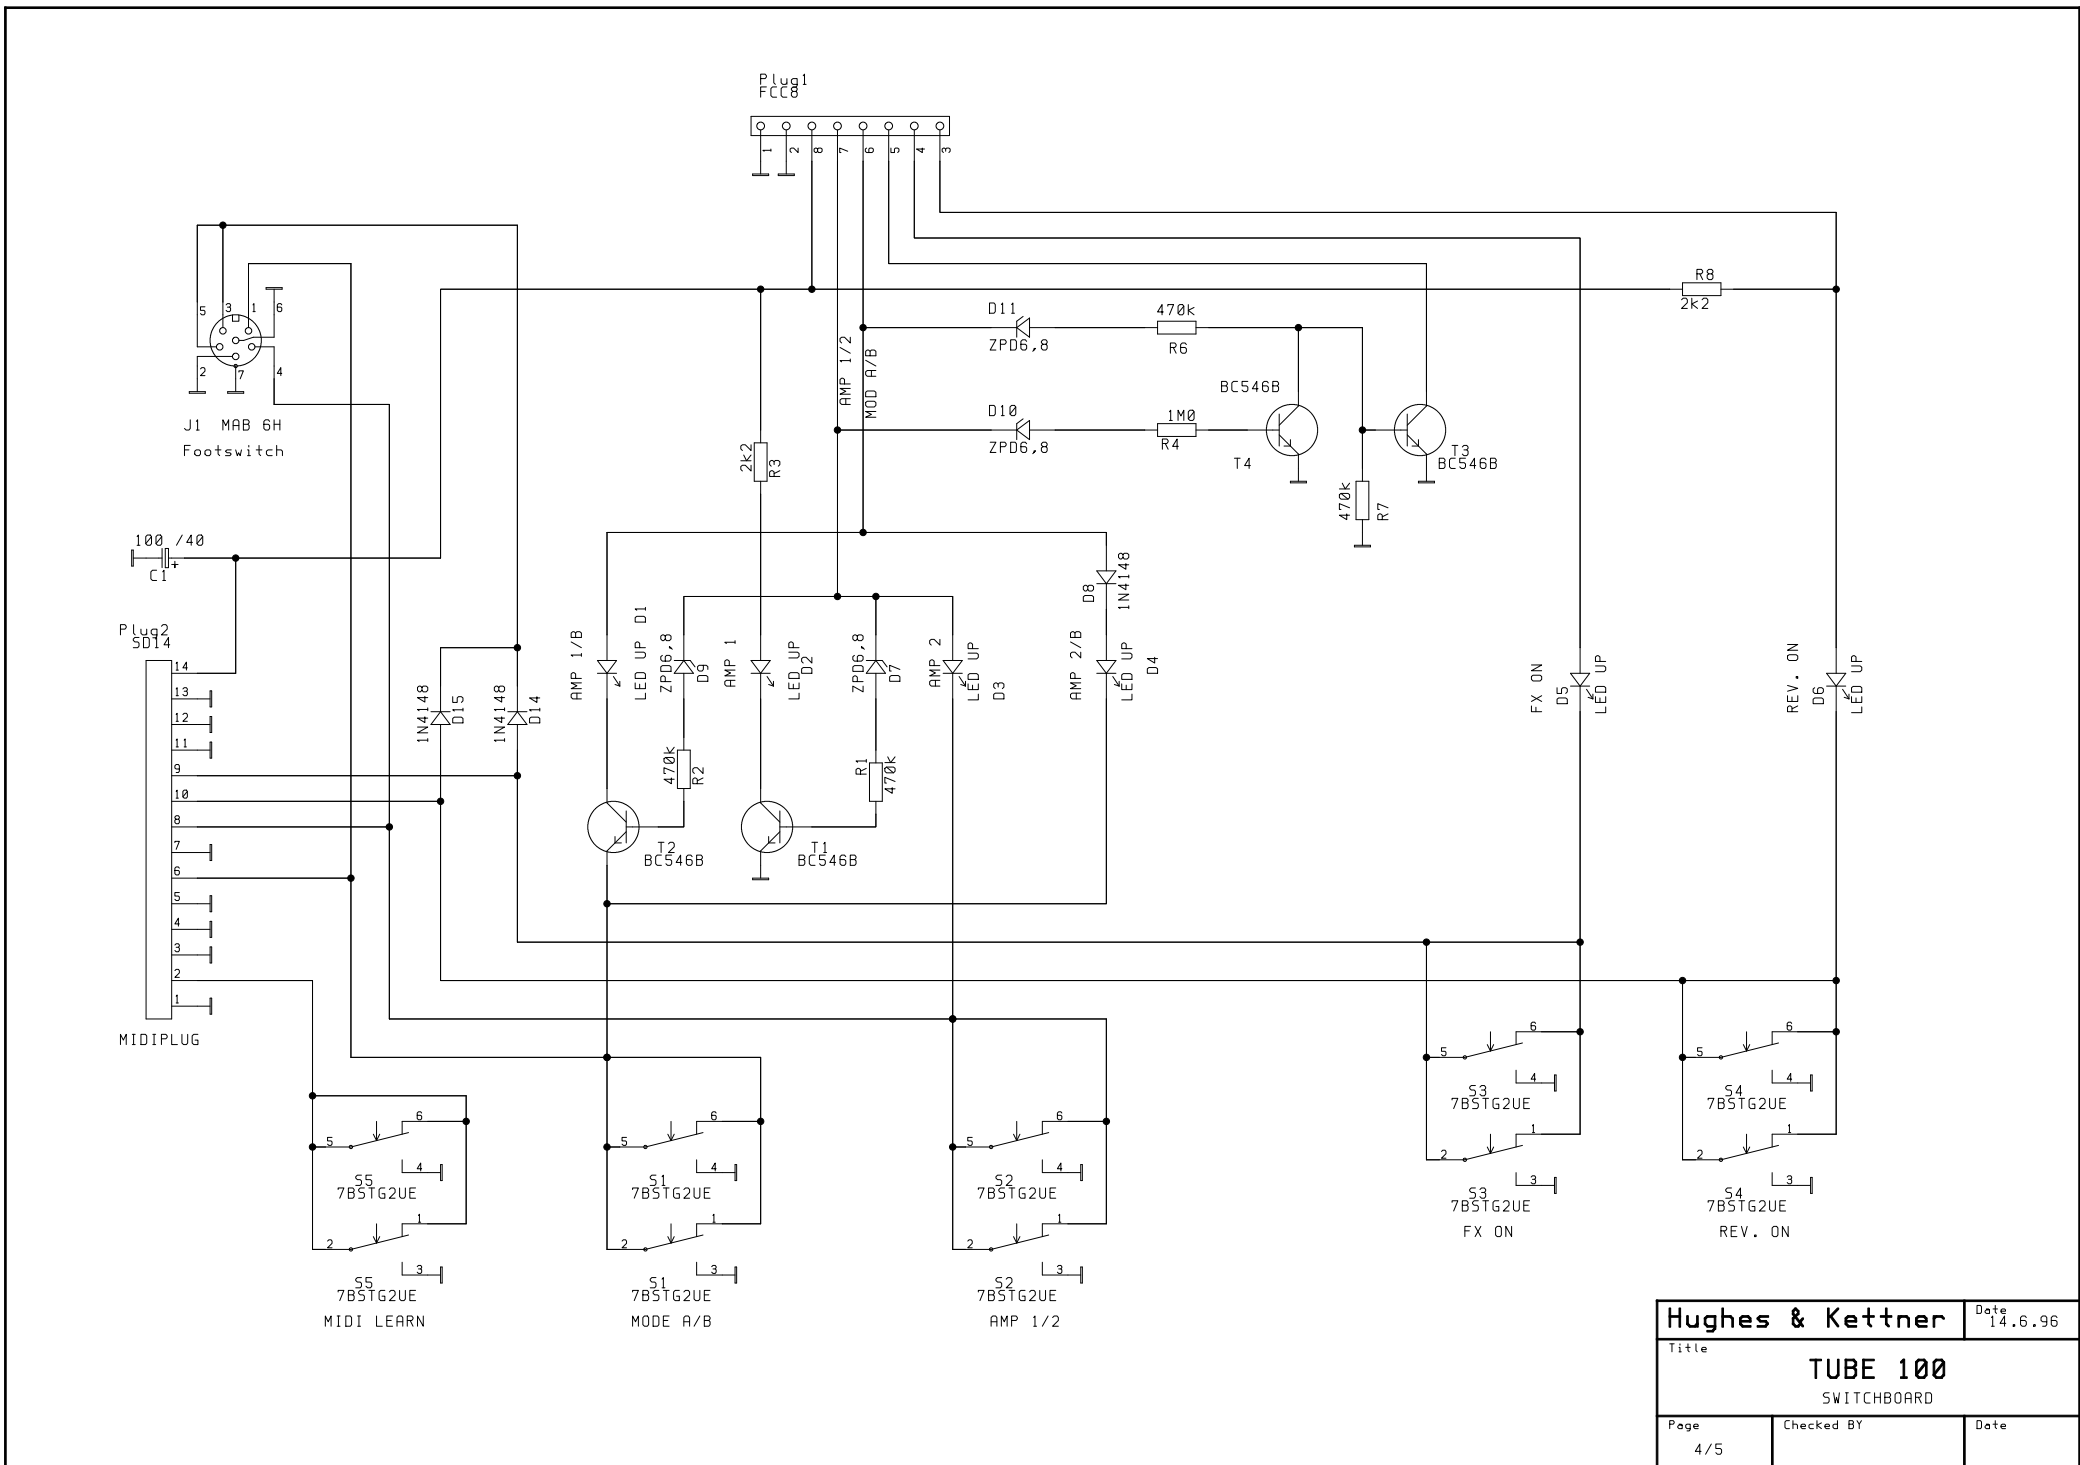 Plug1
FCC8
1
2
8
7
6
5
4
3
5
3
1
6
2
7
4
J1 MAB 6H
Footswitch
R8
2k2
D11
ZPD6,8
470k
R6
AMP 1/2
MOD A/B
BC546B
D10
ZPD6,8
1M0
R4
T4
T3
BC546B
2k2
R3
470k
R7
100 /40
C1
+
Plug2
SD14
14
13
12
11
9
10
8
7
6
5
4
3
2
1
MIDIPLUG
1N4148
D15
1N4148
D14
AMP 1/B
LED UP
D1
ZPD6,8
D9
AMP 1
LED UP
D2
ZPD6,8
D7
AMP 2
LED UP
D3
D8
1N4148
AMP 2/B
LED UP
D4
FX ON
D5
LED UP
REV. ON
D6
LED UP
470k
R2
R1
470k
T2
BC546B
T1
BC546B
6
5
4
S3
7BSTG2UE
1
2
3
S3
7BSTG2UE
FX ON
6
5
4
S4
7BSTG2UE
1
2
3
S4
7BSTG2UE
REV. ON
6
5
4
S5
7BSTG2UE
1
2
3
S5
7BSTG2UE
MIDI LEARN
6
5
4
S1
7BSTG2UE
1
2
3
S1
7BSTG2UE
MODE A/B
6
5
4
S2
7BSTG2UE
1
2
3
S2
7BSTG2UE
AMP 1/2
Hughes & Kettner
Date
14.6.96
Title
TUBE 100
SWITCHBOARD
Page
4/5
Checked BY
Date